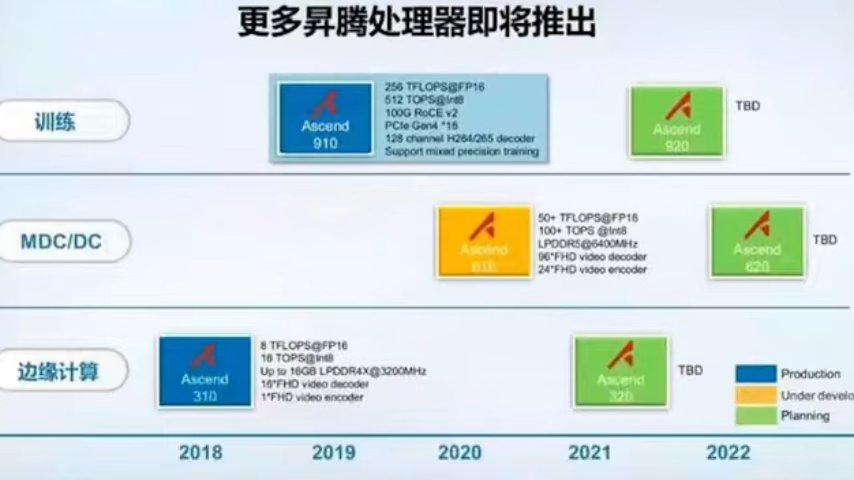 更多昇腾处理器即将推出
训练
Ascend
910
256 TFLOPS@FP16
512 TOPS@Int8
100G RoCE v2
PCIe Gen4 *16
128 channel H264/265 decoder
Support mixed precision training
Ascend
920
TBD
MDC/DC
Ascend
610
50+ TFLOPS@FP16
100+ TOPS @Int8
LPDDR5@6400MHz
96*FHD video decoder
24*FHD video encoder
Ascend
620
TBD
边缘计算
Ascend
310
8 TFLOPS@FP16
16 TOPS@Int8
Up to 16GB LPDDR4X@3200MHz
16*FHD video decoder
1*FHD video encoder
Ascend
320
TBD
Production
Under develo
Planning
2018 2019 2020 2021 2022